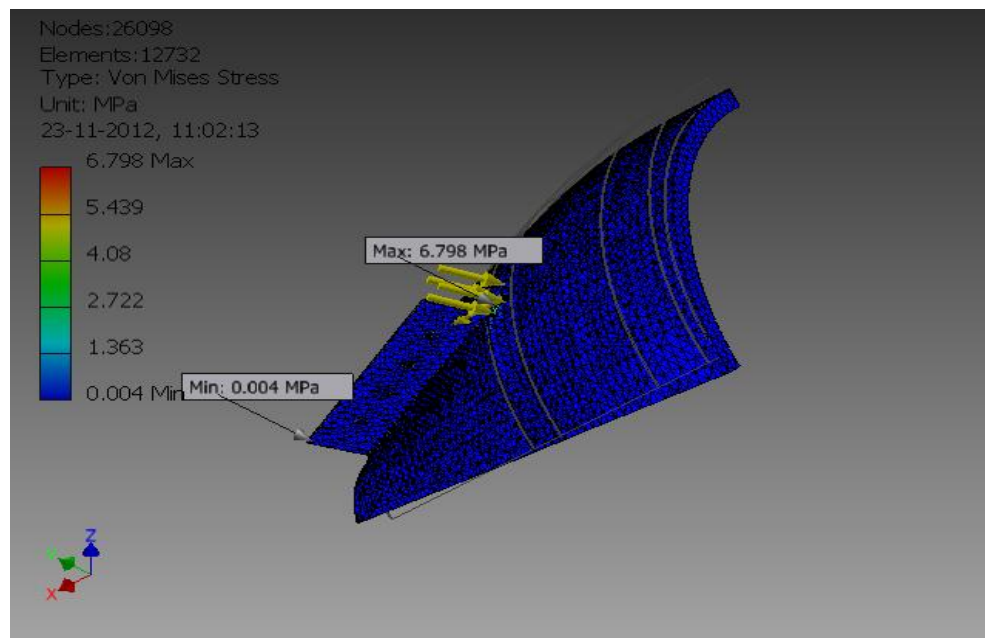 Nodes:26098
Elements:12732
Type: Von Mises Stress
Unit: MPa
23-11-2012, 11:02:13
6.798 Max
5.439
4.08
2.722
1.363
0.004 Min
Max: 6.798 MPa
Min: 0.004 MPa
Z
X